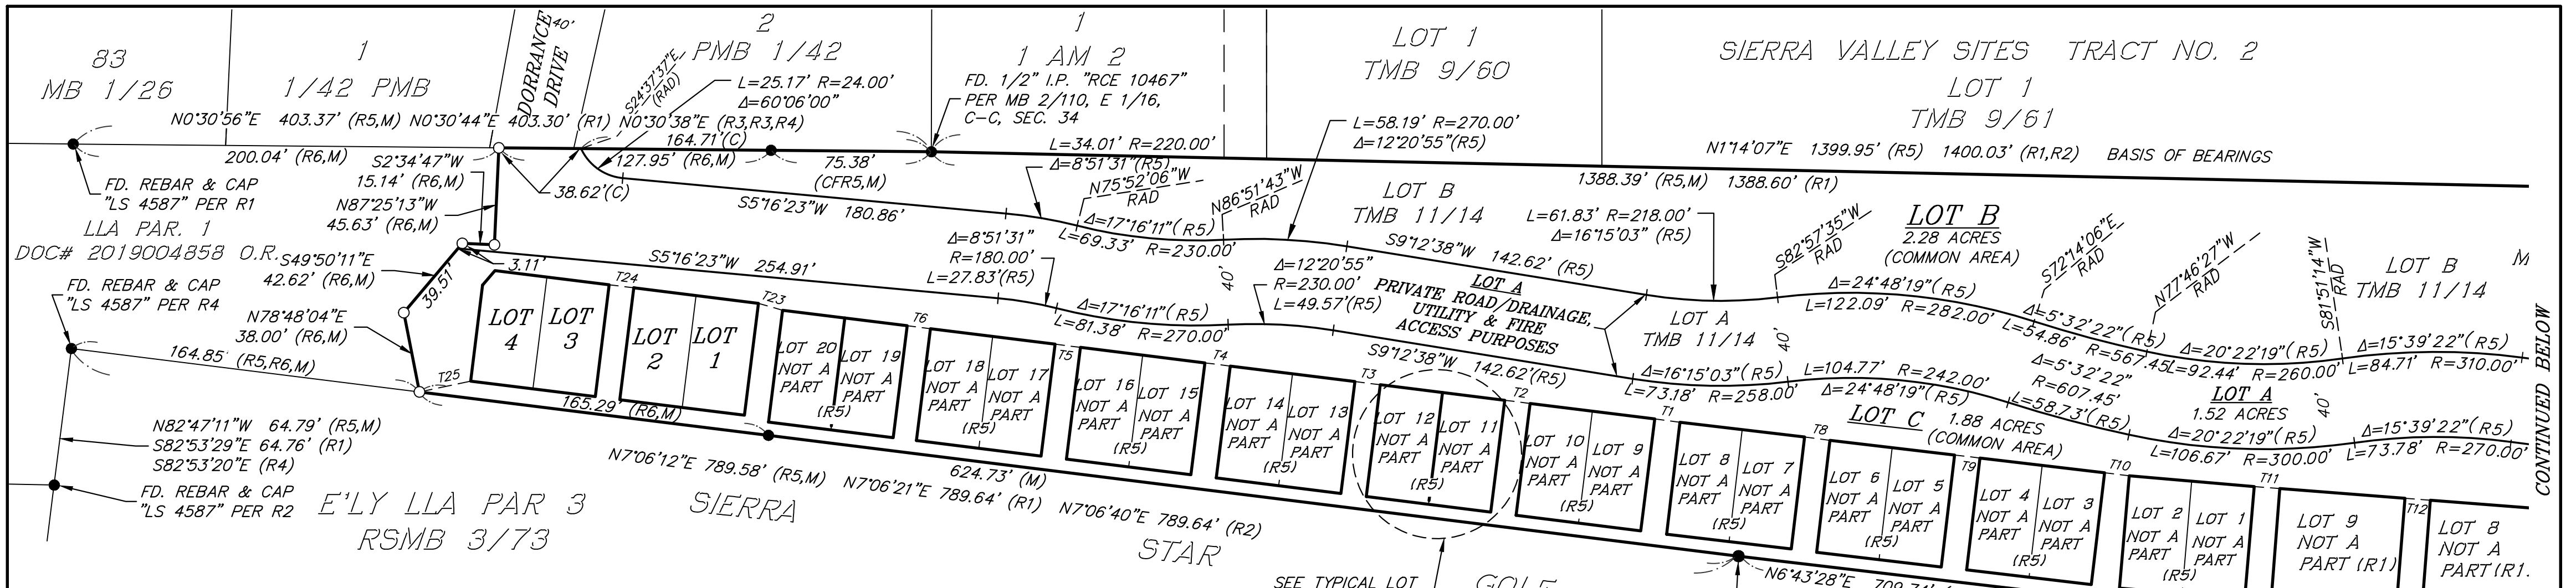 83
MB 1/26
1
1/42 PMB
DORRANCE
DRIVE
40'
2
PMB 1/42
1
1 AM 2
LOT 1
TMB 9/60
SIERRA VALLEY SITES TRACT NO. 2
LOT 1
TMB 9/61
S24°37'37"E
(RAD)
L=25.17' R=24.00'
Δ=60°06'00"
FD. 1/2" I.P. "RCE 10467"
PER MB 2/110, E 1/16,
C-C, SEC. 34
N0°30'56"E 403.37' (R5,M) N0°30'44"E 403.30' (R1) N0°30'38"E (R3,R3,R4)
164.71'(C)
200.04' (R6,M)
127.95' (R6,M)
75.38'
(CFR5,M)
L=34.01' R=220.00'
Δ=8°51'31"(R5)
L=58.19' R=270.00'
Δ=12°20'55"(R5)
N1°14'07"E 1399.95' (R5) 1400.03' (R1,R2) BASIS OF BEARINGS
1388.39' (R5,M) 1388.60' (R1)
FD. REBAR & CAP
"LS 4587" PER R1
S2°34'47"W
15.14' (R6,M)
N87°25'13"W
45.63' (R6,M)
38.62'(C)
LLA PAR. 1
DOC# 2019004858 O.R.
S49°50'11"E
42.62' (R6,M)
3.11'
39.51'
S5°16'23"W 180.86'
S5°16'23"W 254.91'
N75°52'06"W
RAD
Δ=17°16'11"(R5)
L=69.33' R=230.00'
N86°51'43"W
RAD
LOT B
TMB 11/14
S9°12'38"W 142.62' (R5)
L=61.83' R=218.00'
Δ=16°15'03" (R5)
S82°57'35"W
RAD
LOT B
2.28 ACRES
(COMMON AREA)
S72°14'06"E
RAD
N77°46'27"W
RAD
S81°51'14"W
RAD
LOT B
TMB 11/14
M
FD. REBAR & CAP
"LS 4587" PER R4
N78°48'04"E
38.00' (R6,M)
164.85' (R5,R6,M)
Δ=8°51'31"
R=180.00'
L=27.83'(R5)
Δ=17°16'11"(R5)
L=81.38' R=270.00'
40'
Δ=12°20'55"
R=230.00'
L=49.57'(R5)
LOT A
PRIVATE ROAD/DRAINAGE,
UTILITY & FIRE
ACCESS PURPOSES
S9°12'38"W 142.62'(R5)
LOT A
TMB 11/14
40'
Δ=24°48'19"(R5)
L=122.09' R=282.00'
Δ=5°32'22"(R5)
L=54.86' R=567.45'
Δ=20°22'19"(R5)
L=92.44' R=260.00'
Δ=15°39'22"(R5)
L=84.71' R=310.00'
Δ=16°15'03"(R5)
L=73.18' R=258.00'
L=104.77' R=242.00'
Δ=24°48'19"(R5)
Δ=5°32'22"
R=607.45'
L=58.73'(R5)
LOT A
1.52 ACRES
40'
LOT C 1.88 ACRES
(COMMON AREA)
Δ=20°22'19"(R5)
L=106.67' R=300.00'
Δ=15°39'22"(R5)
L=73.78' R=270.00'
CONTINUED BELOW
T25
LOT
4
LOT
3
T24
LOT
2
LOT
1
T23
LOT 20
NOT A
PART
LOT 19
NOT A
PART
(R5)
T6
LOT 18
NOT A
PART
LOT 17
NOT A
PART
(R5)
T5
LOT 16
NOT A
PART
LOT 15
NOT A
PART
(R5)
T4
LOT 14
NOT A
PART
LOT 13
NOT A
PART
(R5)
T3
LOT 12
NOT A
PART
LOT 11
NOT A
PART
(R5)
T2
LOT 10
NOT A
PART
LOT 9
NOT A
PART
(R5)
T1
LOT 8
NOT A
PART
LOT 7
NOT A
PART
(R5)
T8
LOT 6
NOT A
PART
LOT 5
NOT A
PART
(R5)
T9
LOT 4
NOT A
PART
LOT 3
NOT A
PART
(R5)
T10
LOT 2
NOT A
PART
LOT 1
NOT A
PART
(R5)
T11
LOT 9
NOT A
PART (R1)
T12
LOT 8
NOT A
PART(R1.
165.29' (R6,M)
N82°47'11"W 64.79' (R5,M)
S82°53'29"E 64.76' (R1)
S82°53'20"E (R4)
FD. REBAR & CAP
"LS 4587" PER R2
E'LY LLA PAR 3
RSMB 3/73
N7°06'12"E 789.58' (R5,M) N7°06'21"E 789.64' (R1) N7°06'40"E 789.64' (R2)
624.73' (M)
SIERRA
STAR
GOLF
SEE TYPICAL LOT
N6°43'28"E